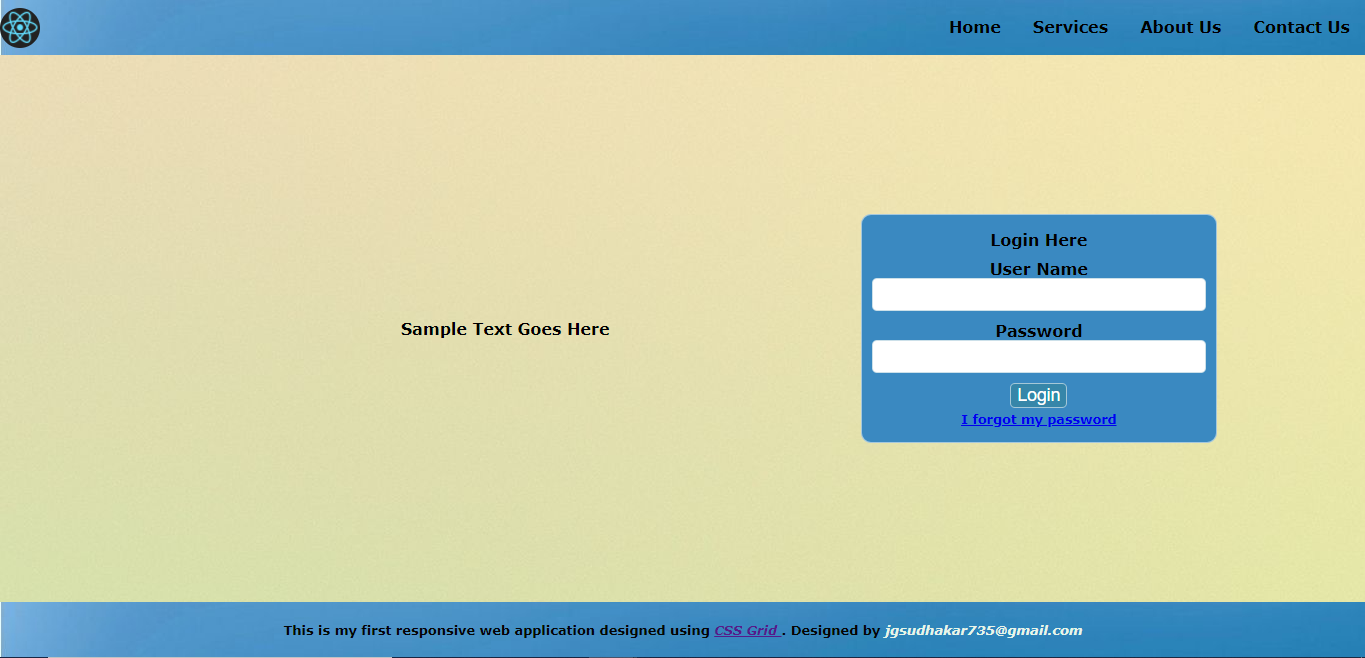 Home Services About Us Contact Us
Sample Text Goes Here
Login Here
User Name
Password
Login
I forgot my password
This is my first responsive web application designed using CSS Grid . Designed by jgsudhakar735@gmail.com